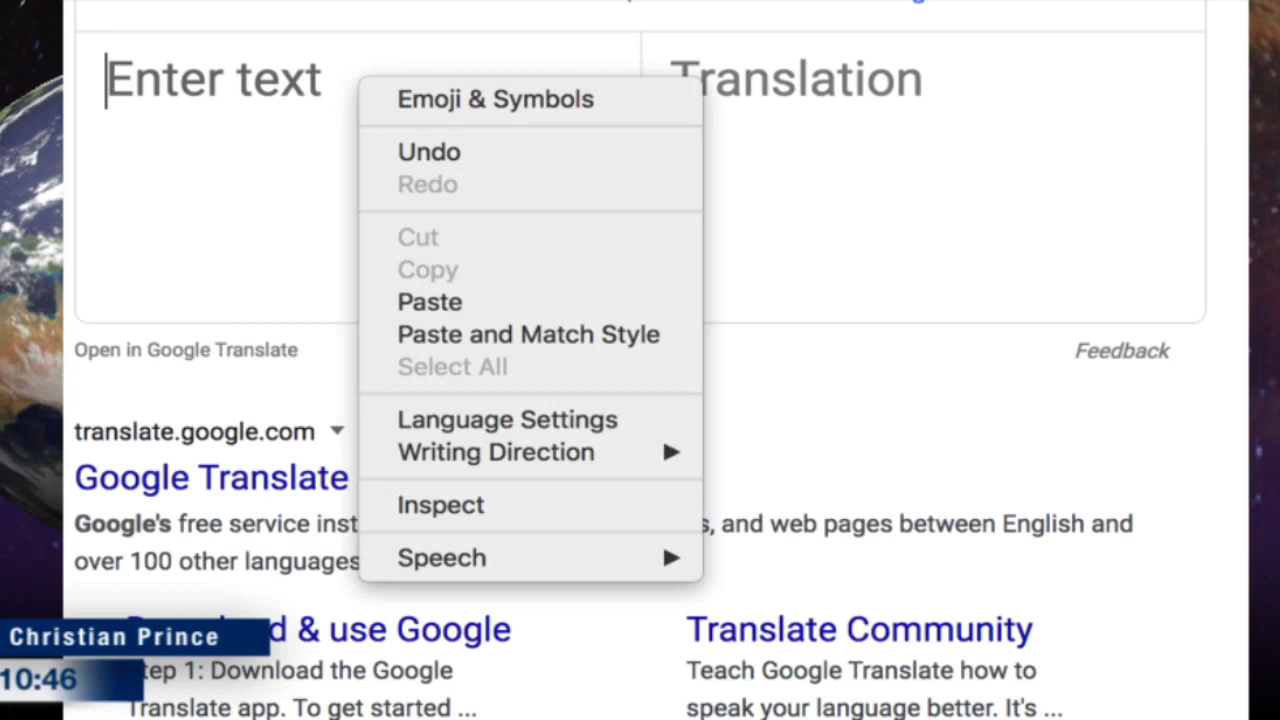 Enter text
Translation
Emoji & Symbols
Undo
Redo
Cut
Copy
Paste
Paste and Match Style
Select All
Language Settings
Writing Direction
Inspect
Speech
Open in Google Translate
Feedback
translate.google.com
Google Translate
Google's free service , and web pages between English and
over 100 other languages
& use Google
Translate Community
Christian Prince
10:46
Step 1: Download the Google
Translate app. To get started ...
Teach Google Translate how to
speak your language better. It's ...